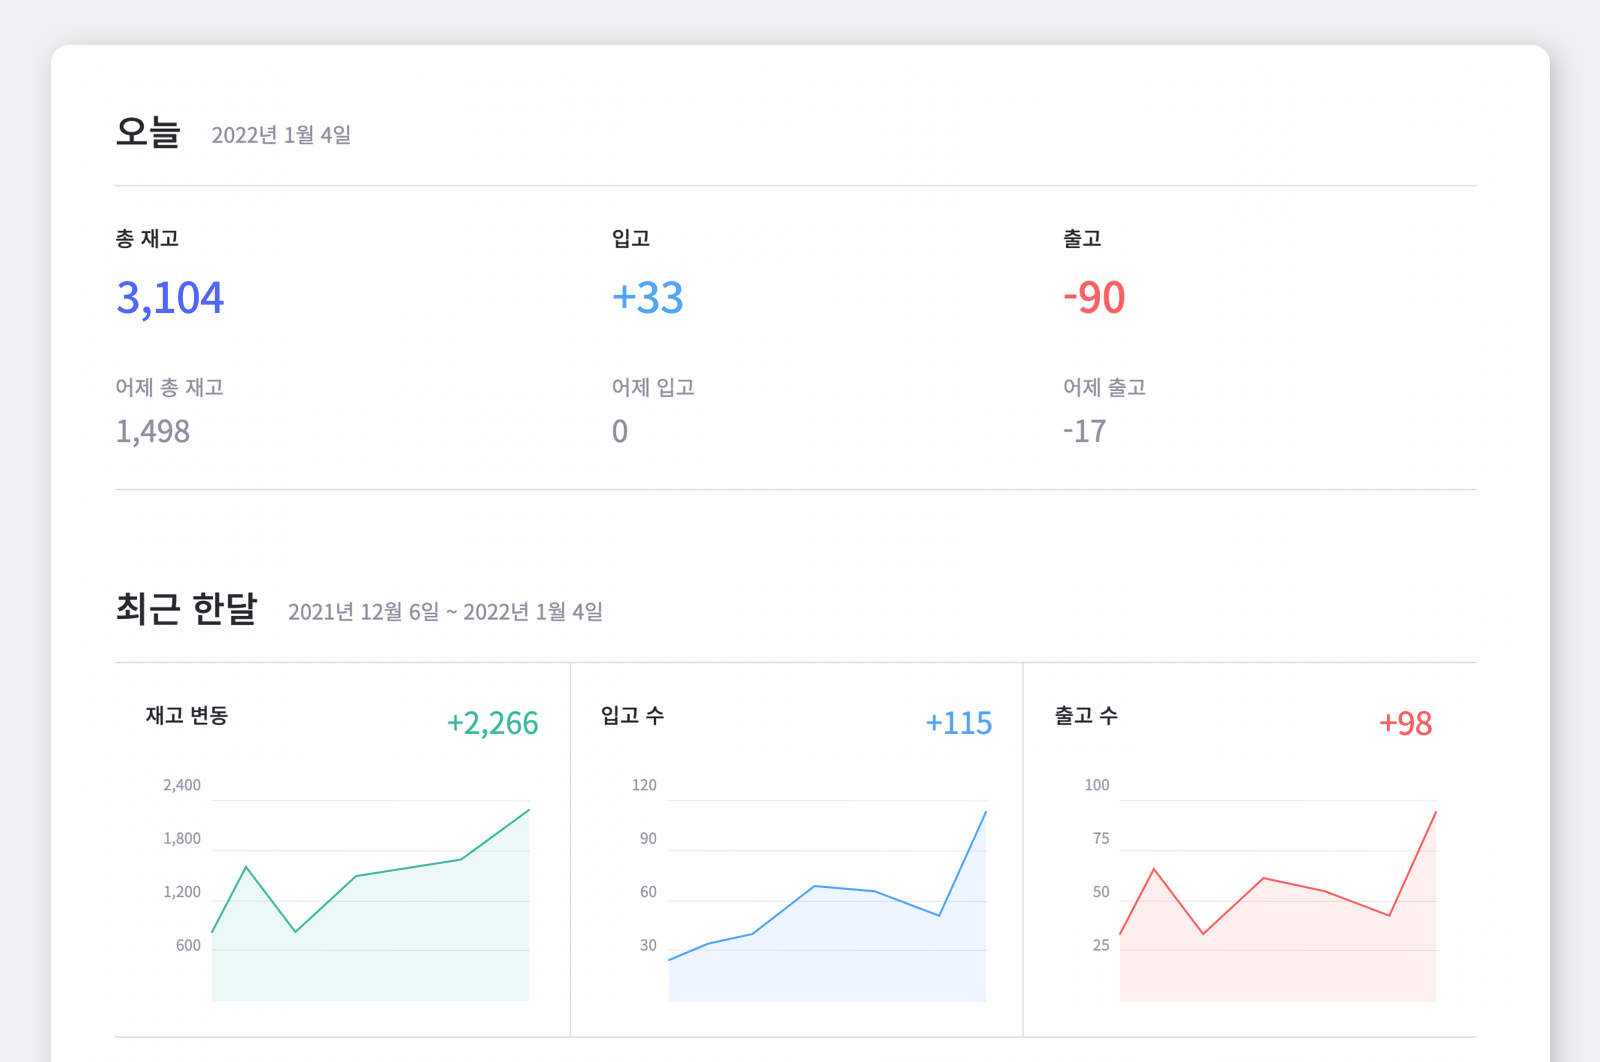 오늘 2022년 1월 4일
총 재고 입고 출고
3,104 +33 -90
어제 총 재고 어제 입고 어제 출고
1,498 0 -17
최근 한달 2021년 12월 6일 ~ 2022년 1월 4일
재고 변동 +2,266
2,400
1,800
1,200
600
입고 수 +115
120
90
60
30
출고 수 +98
100
75
50
25